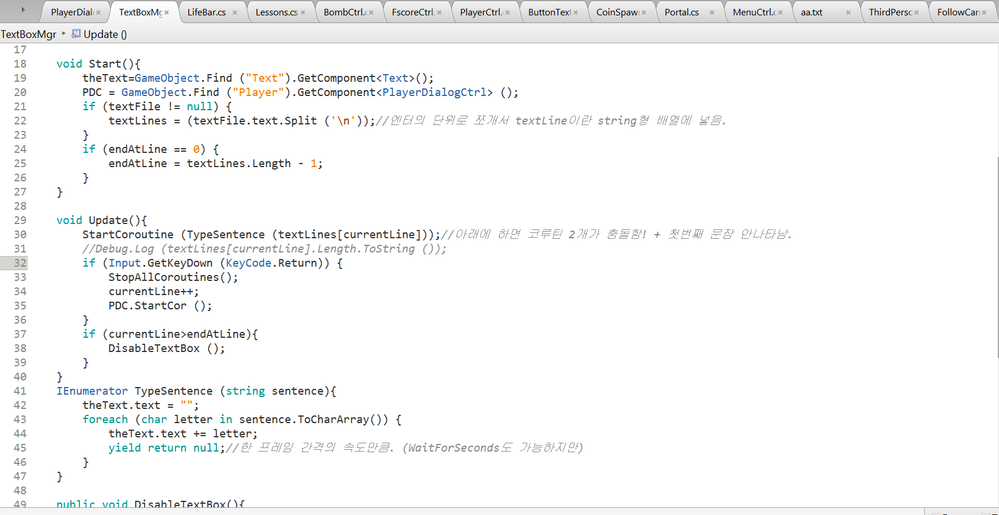 PlayerDial TextBoxMg LifeBar.cs Lessons.cs BombCtrl. FscoreCtrl. PlayerCtrl. ButtonText CoinSpaw Portal.cs MenuCtrl. aa.txt ThirdPers FollowCa
TextBoxMgr Update ()
17
18 void Start(){
19 theText=GameObject.Find ("Text").GetComponent<Text>();
20 PDC = GameObject.Find ("Player").GetComponent<PlayerDialogCtrl> ();
21 if (textFile != null) {
22 textLines = (textFile.text.Split ('\n'));//엔터의 단위로 쪼개서 textLine이란 string형 배열에 넣음.
23 }
24 if (endAtLine == 0) {
25 endAtLine = textLines.Length - 1;
26 }
27 }
28
29 void Update(){
30 StartCoroutine (TypeSentence (textLines[currentLine]));//아래에 하면 코루틴 2개가 충돌함! + 첫번째 문장 안나타남.
31 //Debug.Log (textLines[currentLine].Length.ToString ());
32 if (Input.GetKeyDown (KeyCode.Return)) {
33 StopAllCoroutines();
34 currentLine++;
35 PDC.StartCor ();
36 }
37 if (currentLine>endAtLine){
38 DisableTextBox ();
39 }
40 }
41 IEnumerator TypeSentence (string sentence){
42 theText.text = "";
43 foreach (char letter in sentence.ToCharArray()) {
44 theText.text += letter;
45 yield return null;//한 프레임 간격의 속도만큼. (WaitForSeconds도 가능하지만)
46 }
47 }
48
49 public void DisableTextBox(){